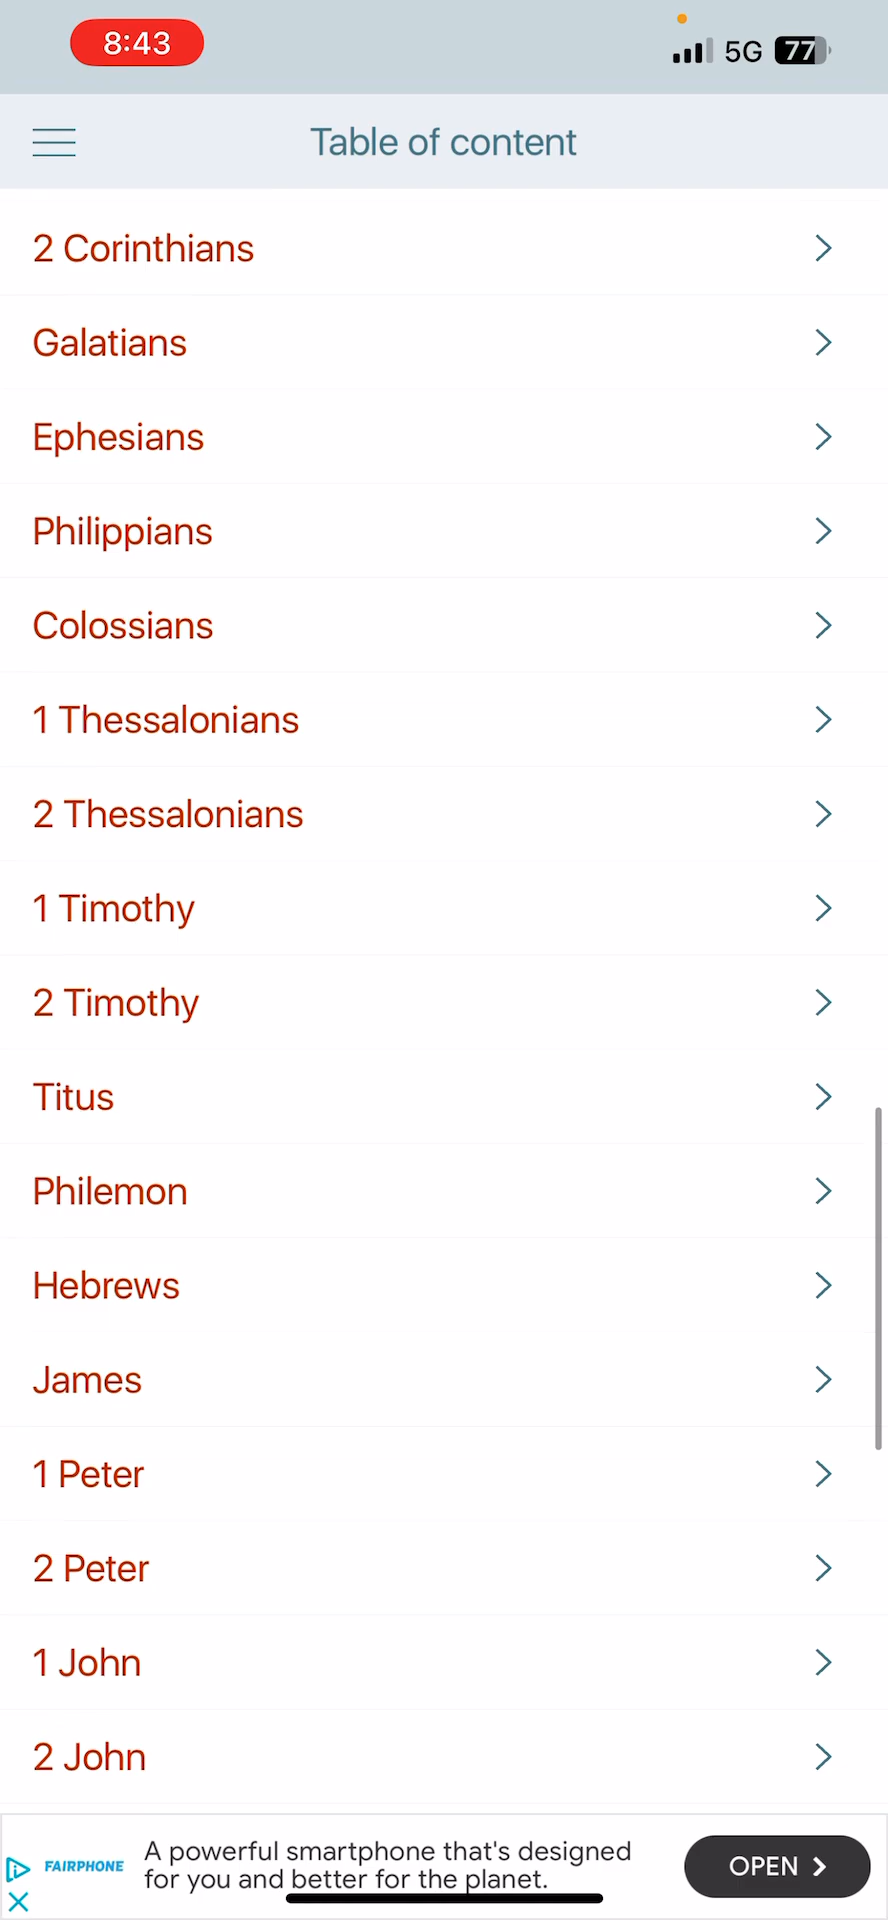 8:43
5G 77
Table of content
2 Corinthians
Galatians
Ephesians
Philippians
Colossians
1 Thessalonians
2 Thessalonians
1 Timothy
2 Timothy
Titus
Philemon
Hebrews
James
1 Peter
2 Peter
1 John
2 John
FAIRPHONE
A powerful smartphone that's designed
for you and better for the planet.
OPEN